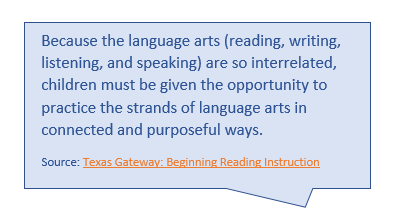 Because the language arts (reading, writing,
listening, and speaking) are so interrelated,
children must be given the opportunity to
practice the strands of language arts in
connected and purposeful ways.
Source: Texas Gateway: Beginning Reading Instruction